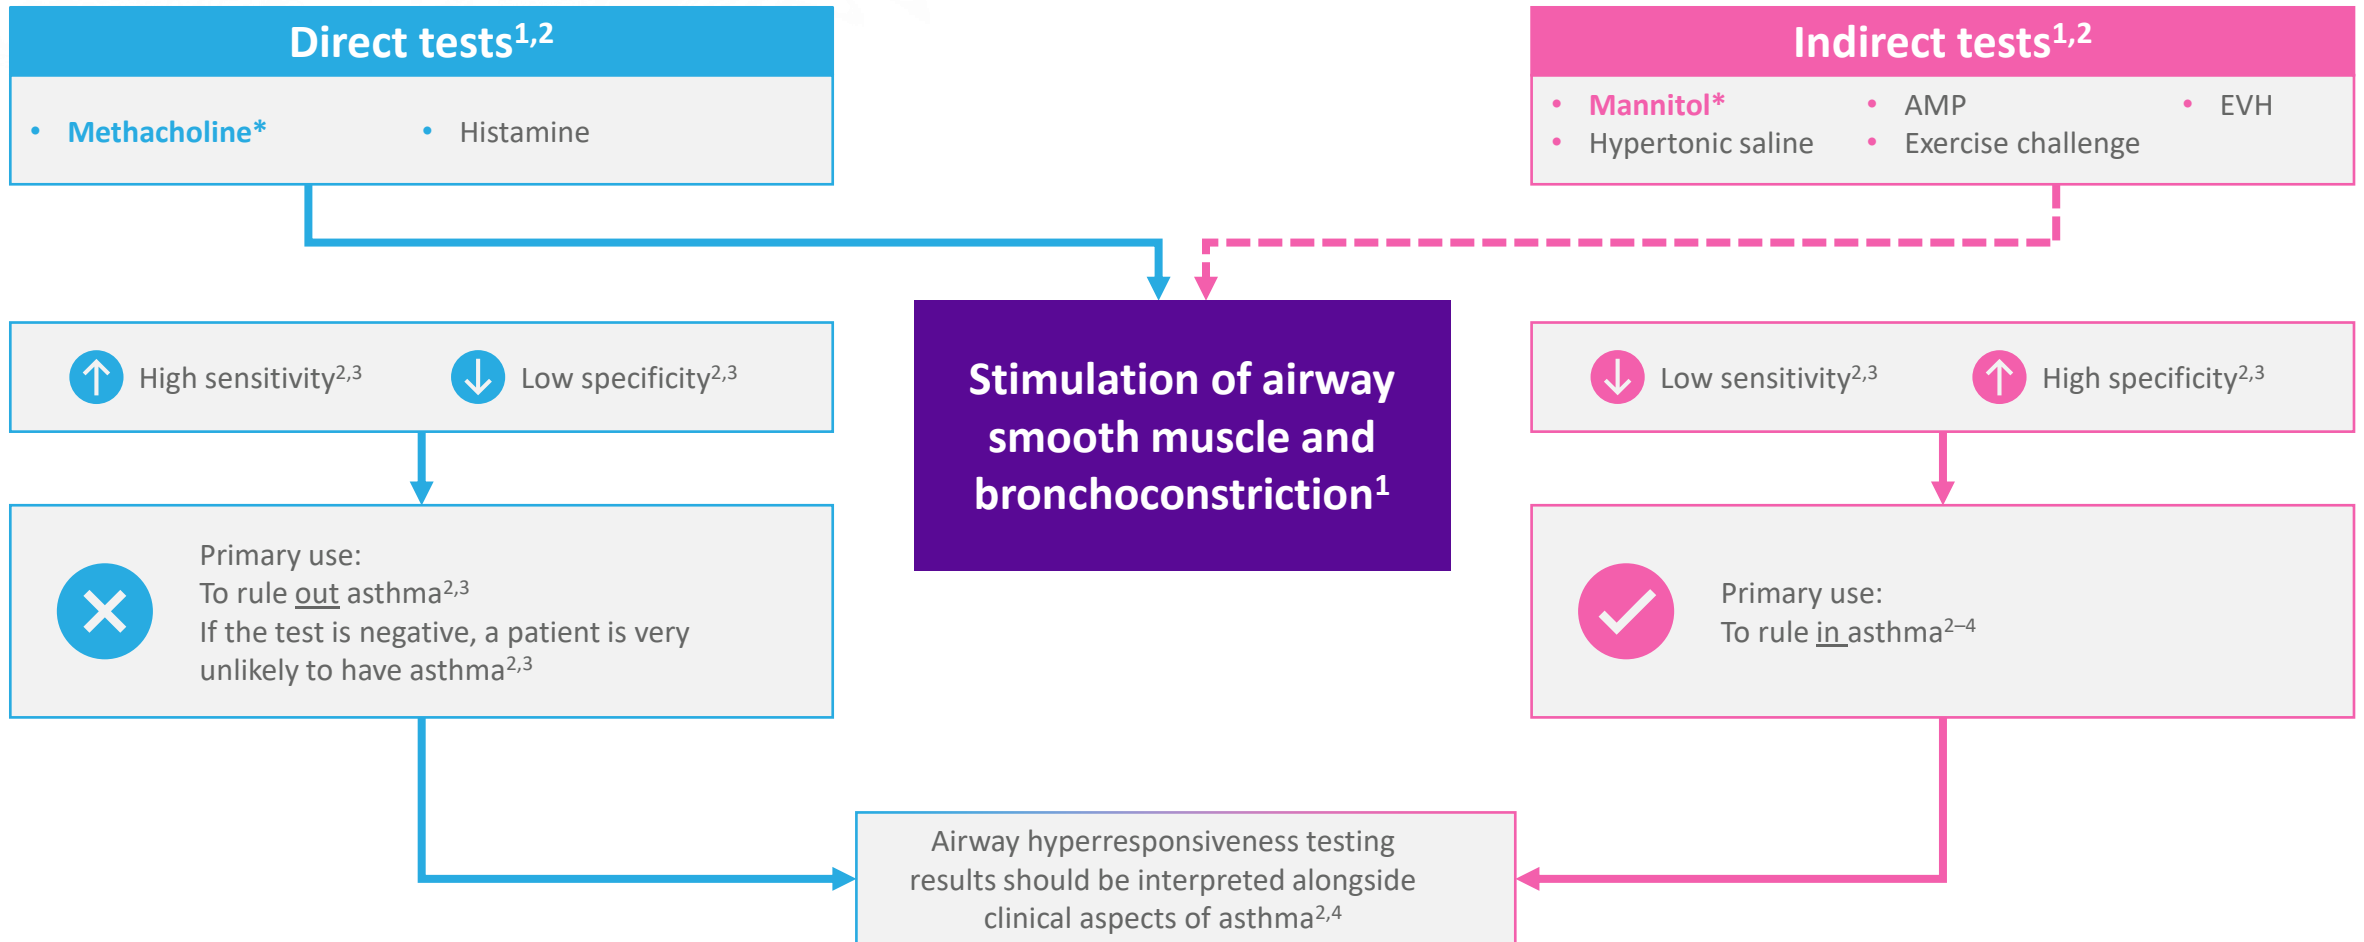 Direct tests1,2
• Methacholine*
• Histamine
Indirect tests1,2
• Mannitol*
• AMP
• EVH
• Hypertonic saline
• Exercise challenge
High sensitivity2,3
Low specificity2,3
Stimulation of airway
smooth muscle and
bronchoconstriction1
Low sensitivity2,3
High specificity2,3
Primary use:
To rule out asthma2,3
If the test is negative, a patient is very
unlikely to have asthma2,3
Primary use:
To rule in asthma2–4
Airway hyperresponsiveness testing
results should be interpreted alongside
clinical aspects of asthma2,4